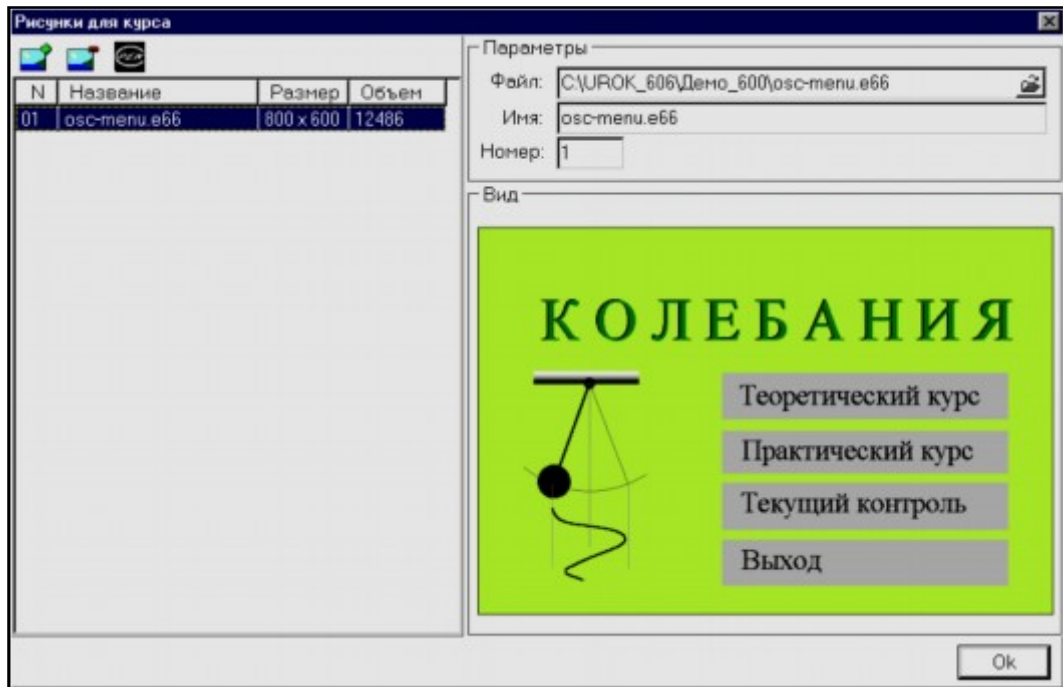 Рисунки для курса
N Название Размер Объем
01 osc-menu.e66 800 x 600 12486
Параметры
Файл: C:\UROK_606\Демо_600\osc-menu.e66
Имя: osc-menu.e66
Номер: 1
Вид
КОЛЕБАНИЯ
Теоретический курс
Практический курс
Текущий контроль
Выход
Ok